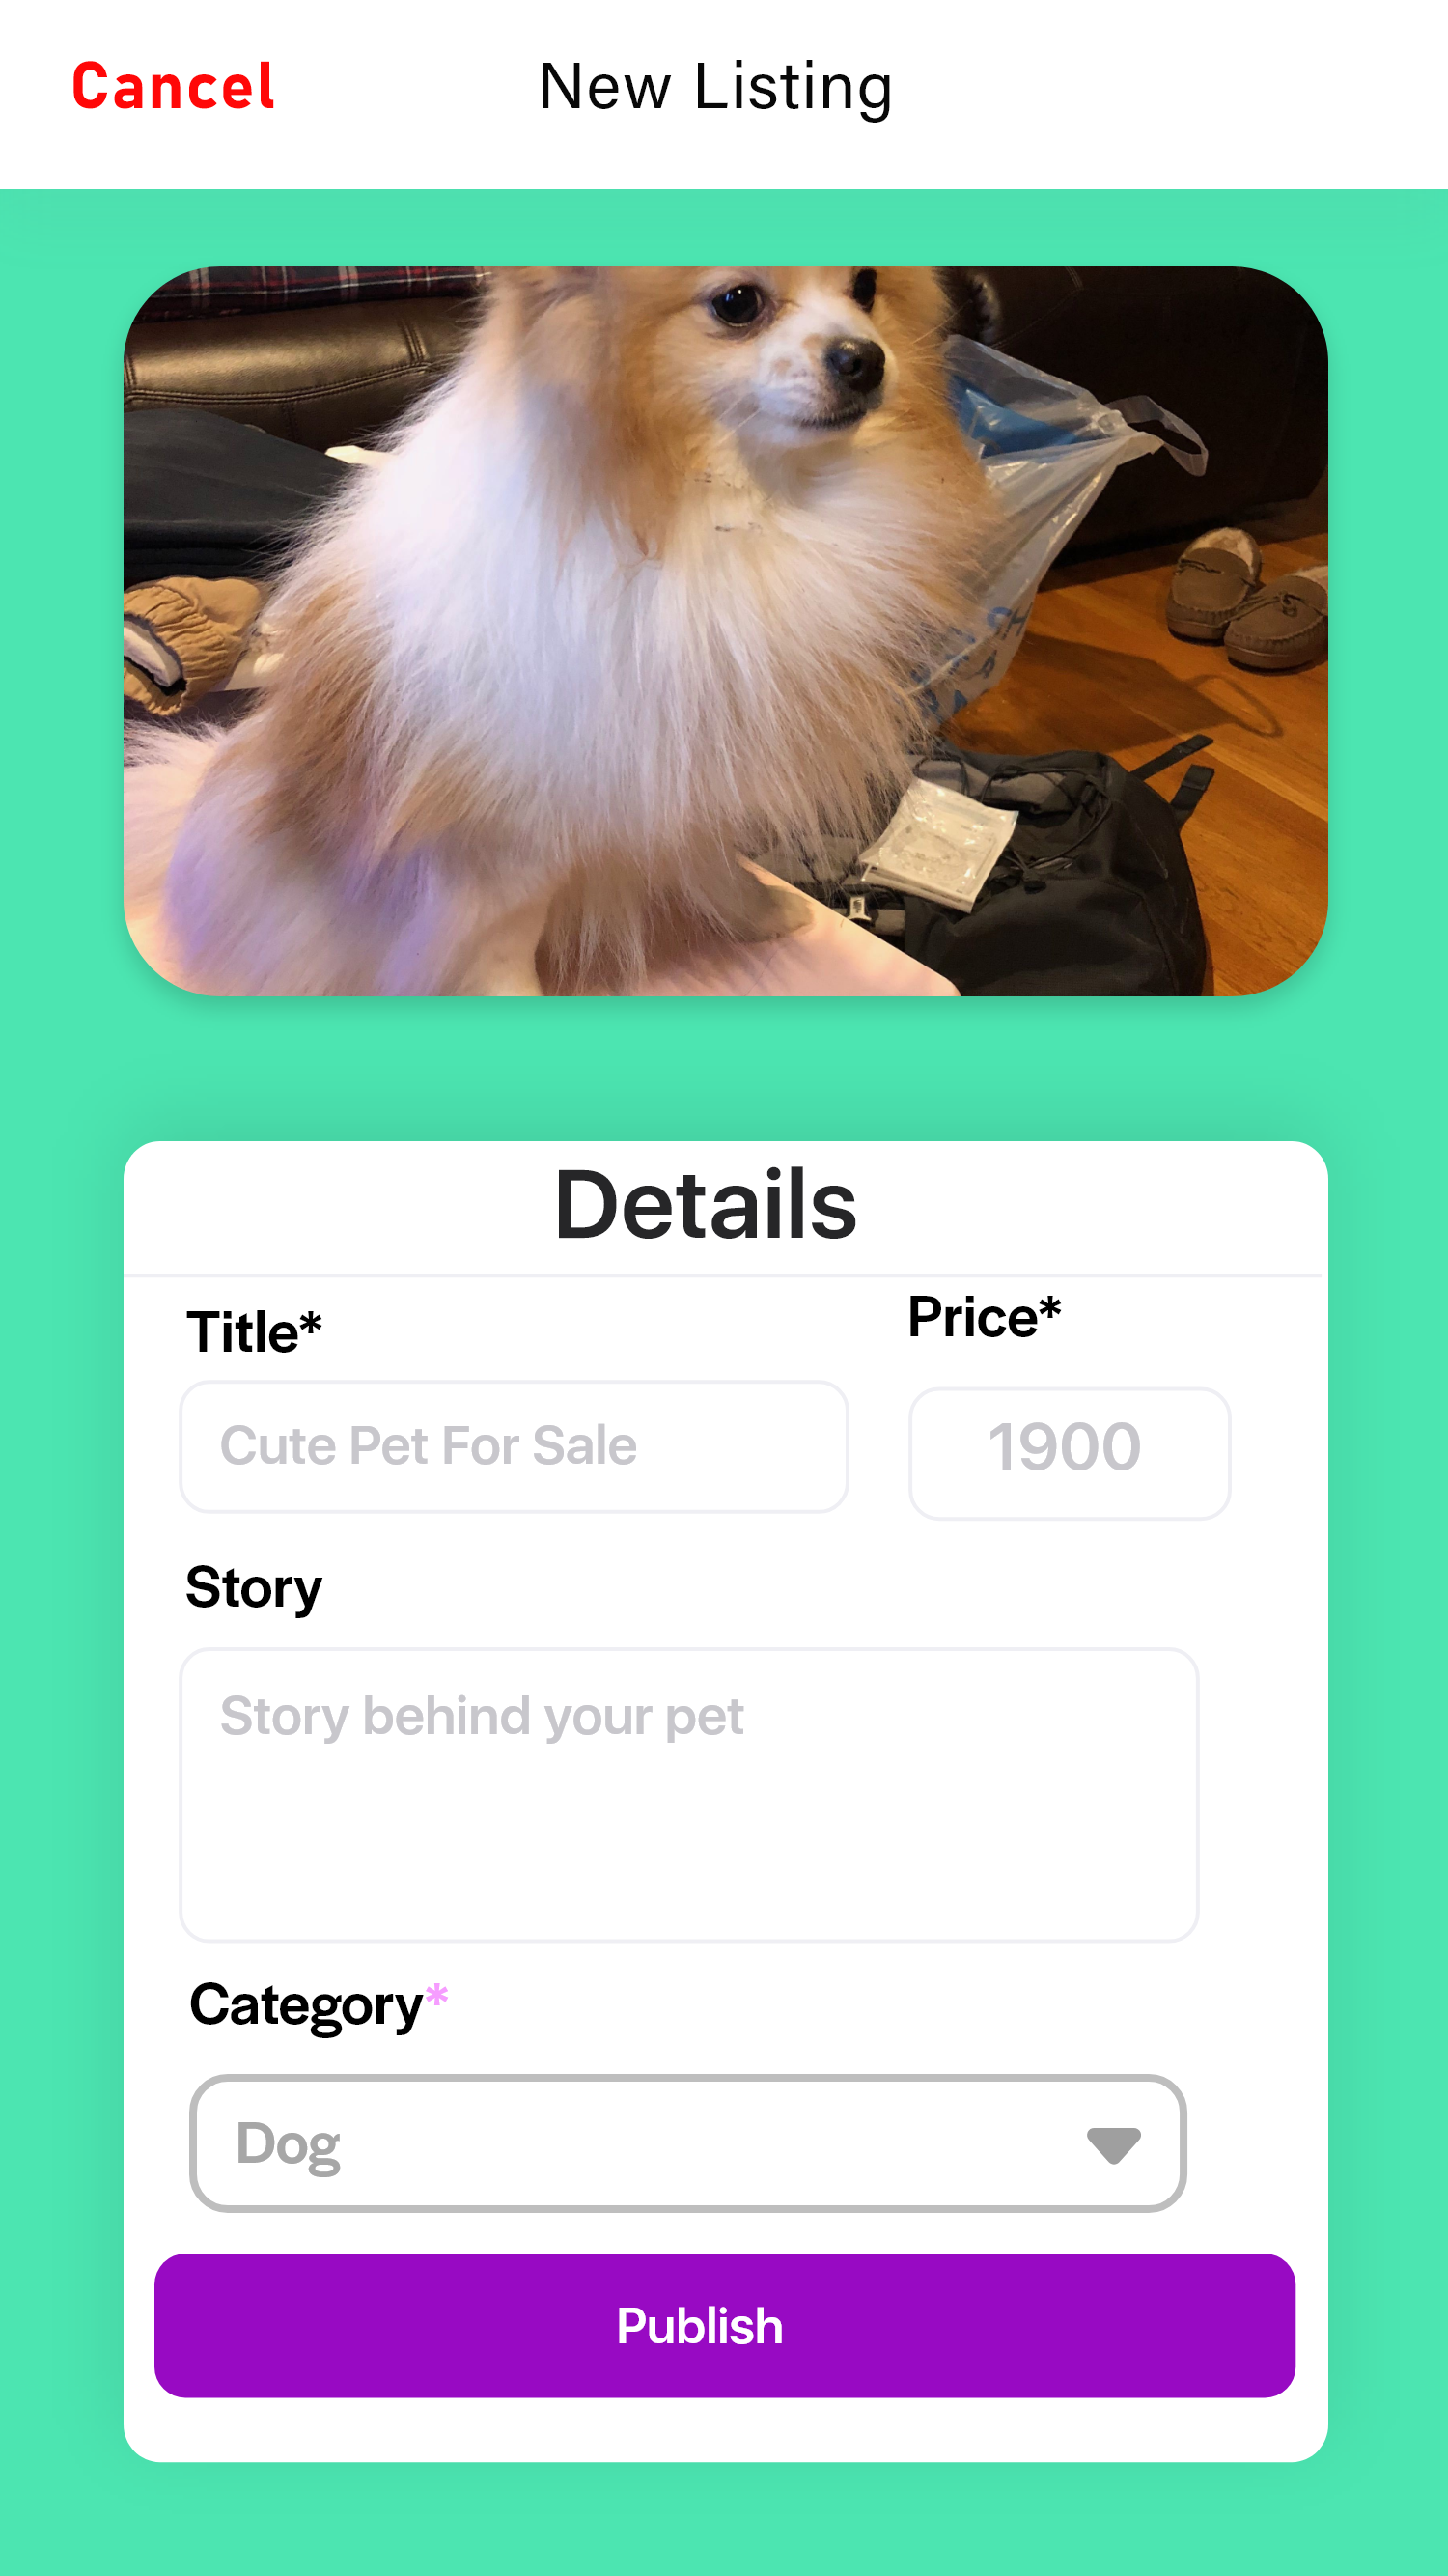 Cancel New Listing
Details
Title* Price*
Cute Pet For Sale 1900
Story
Story behind your pet
Category*
Dog
Publish